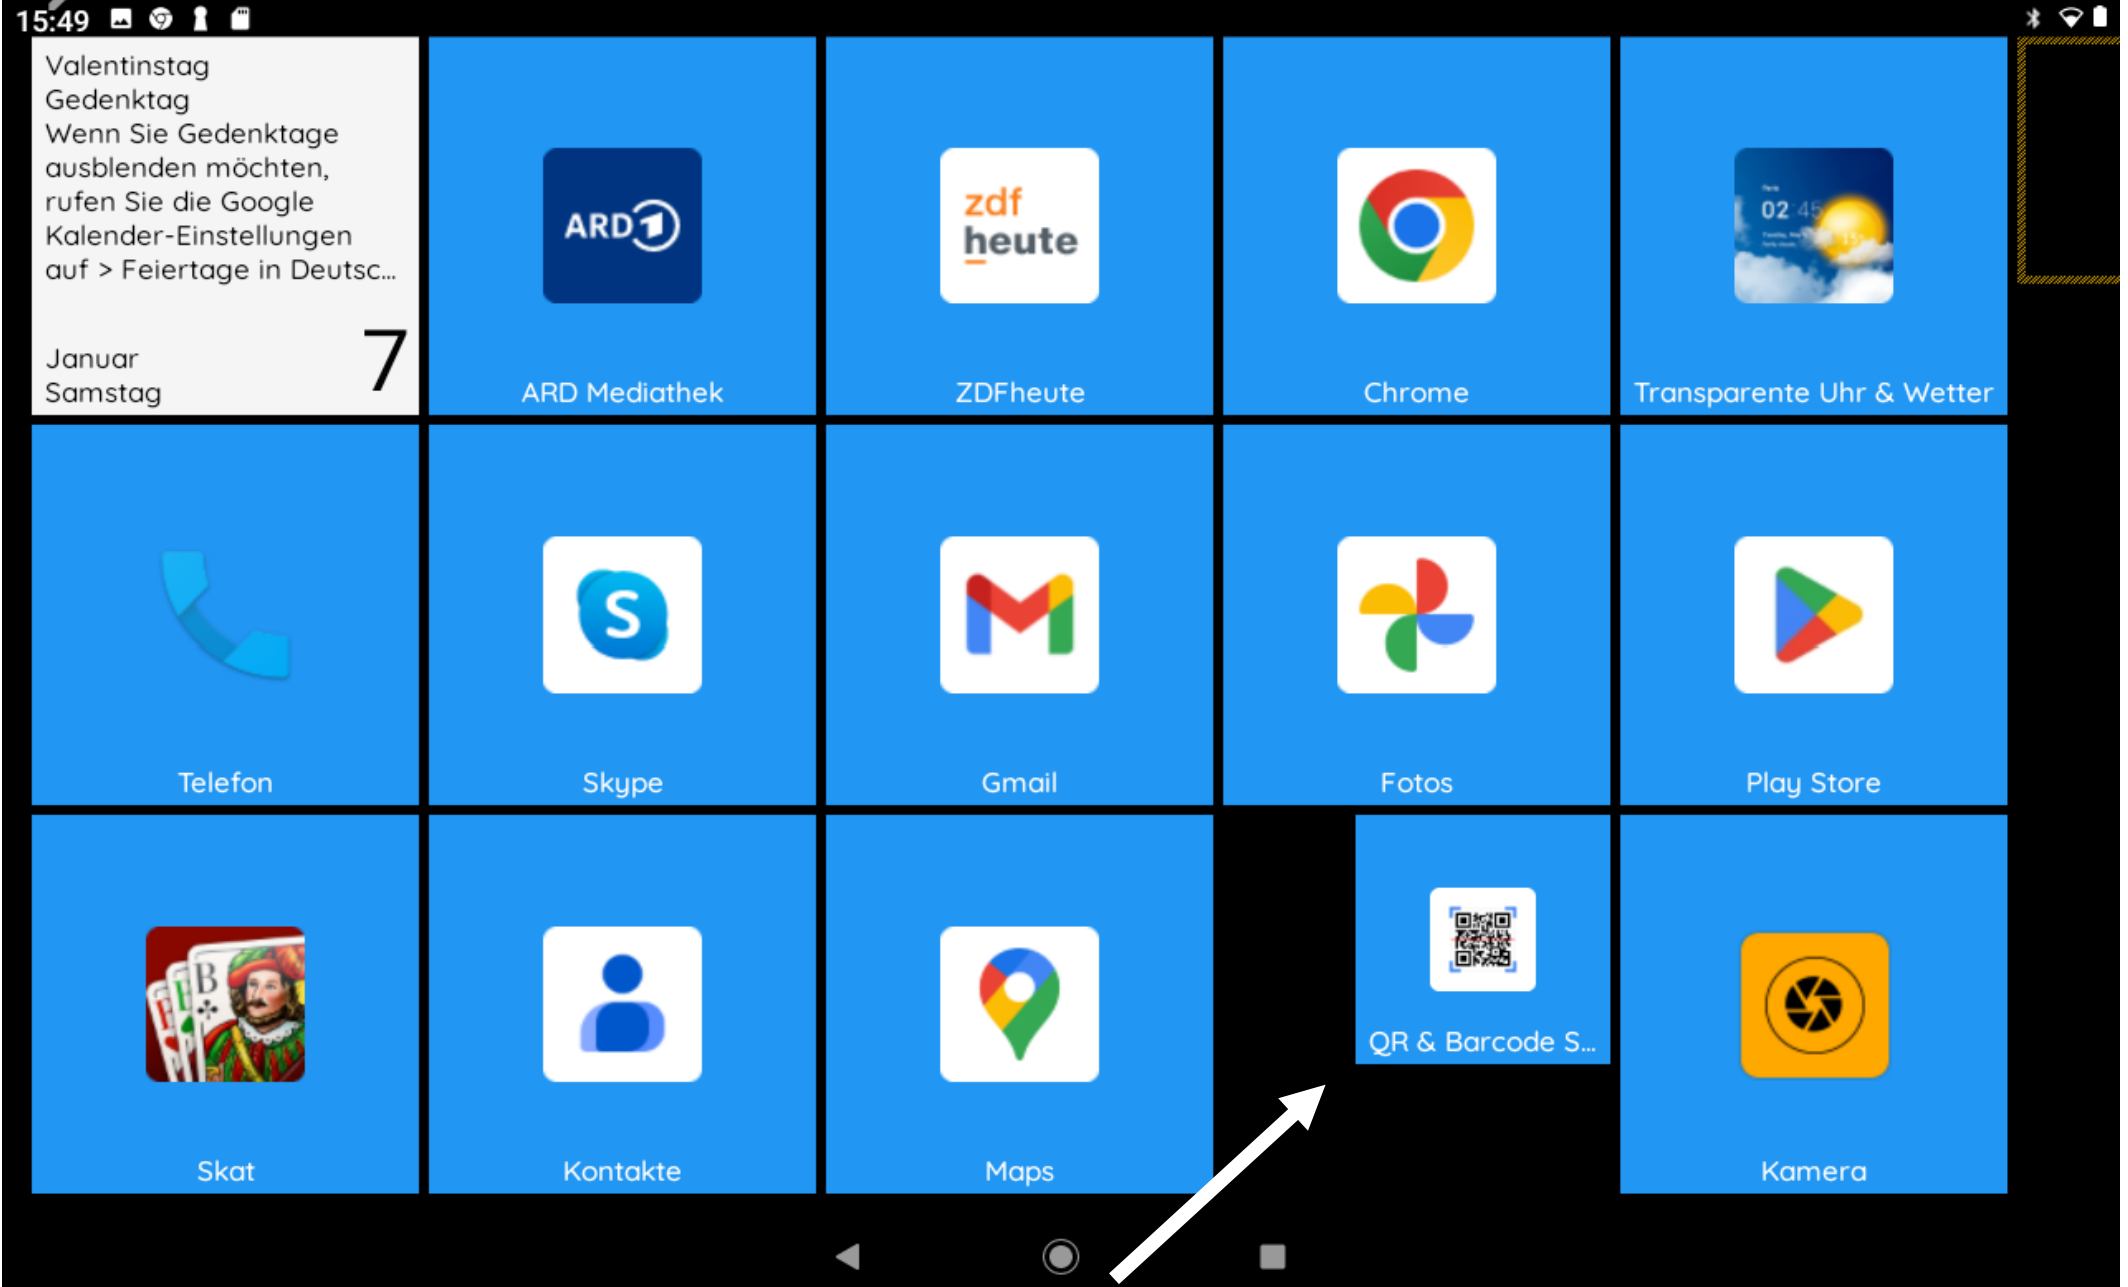 15:49
Valentinstag
Gedenktag
Wenn Sie Gedenktage
ausblenden möchten,
rufen Sie die Google
Kalender-Einstellungen
auf > Feiertage in Deutsc...
Januar
7
Samstag
ARD 1
ARD Mediathek
zdf
heute
ZDFheute
Chrome
02:45
Transparente Uhr & Wetter
Telefon
S
Skype
Gmail
Fotos
Play Store
B
Skat
Kontakte
Maps
QR & Barcode S...
Kamera